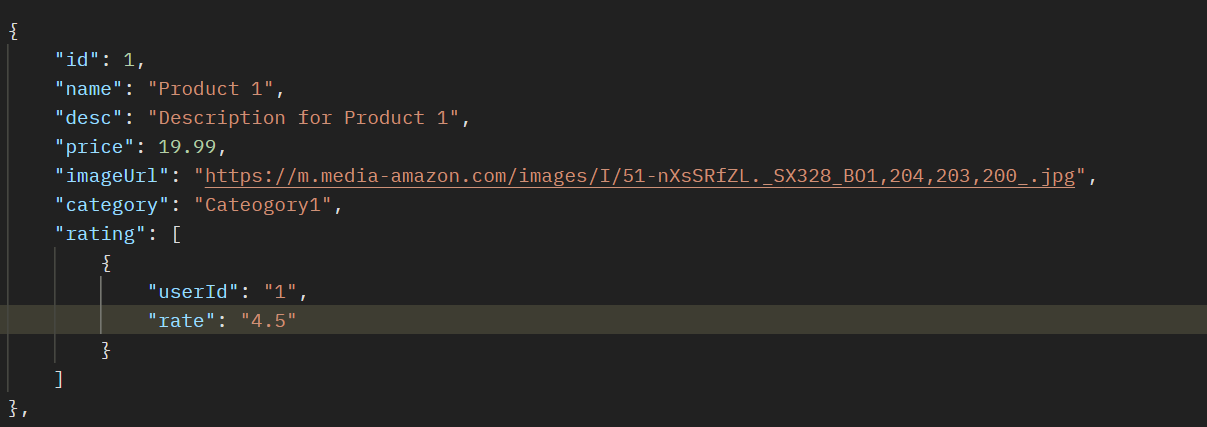 {
    "id": 1,
    "name": "Product 1",
    "desc": "Description for Product 1",
    "price": 19.99,
    "imageUrl": "https://m.media-amazon.com/images/I/51-nXsSRfZL._SX328_BO1,204,203,200_.jpg",
    "category": "Cateogory1",
    "rating": [
        {
            "userId": "1",
            "rate": "4.5"
        }
    ]
},